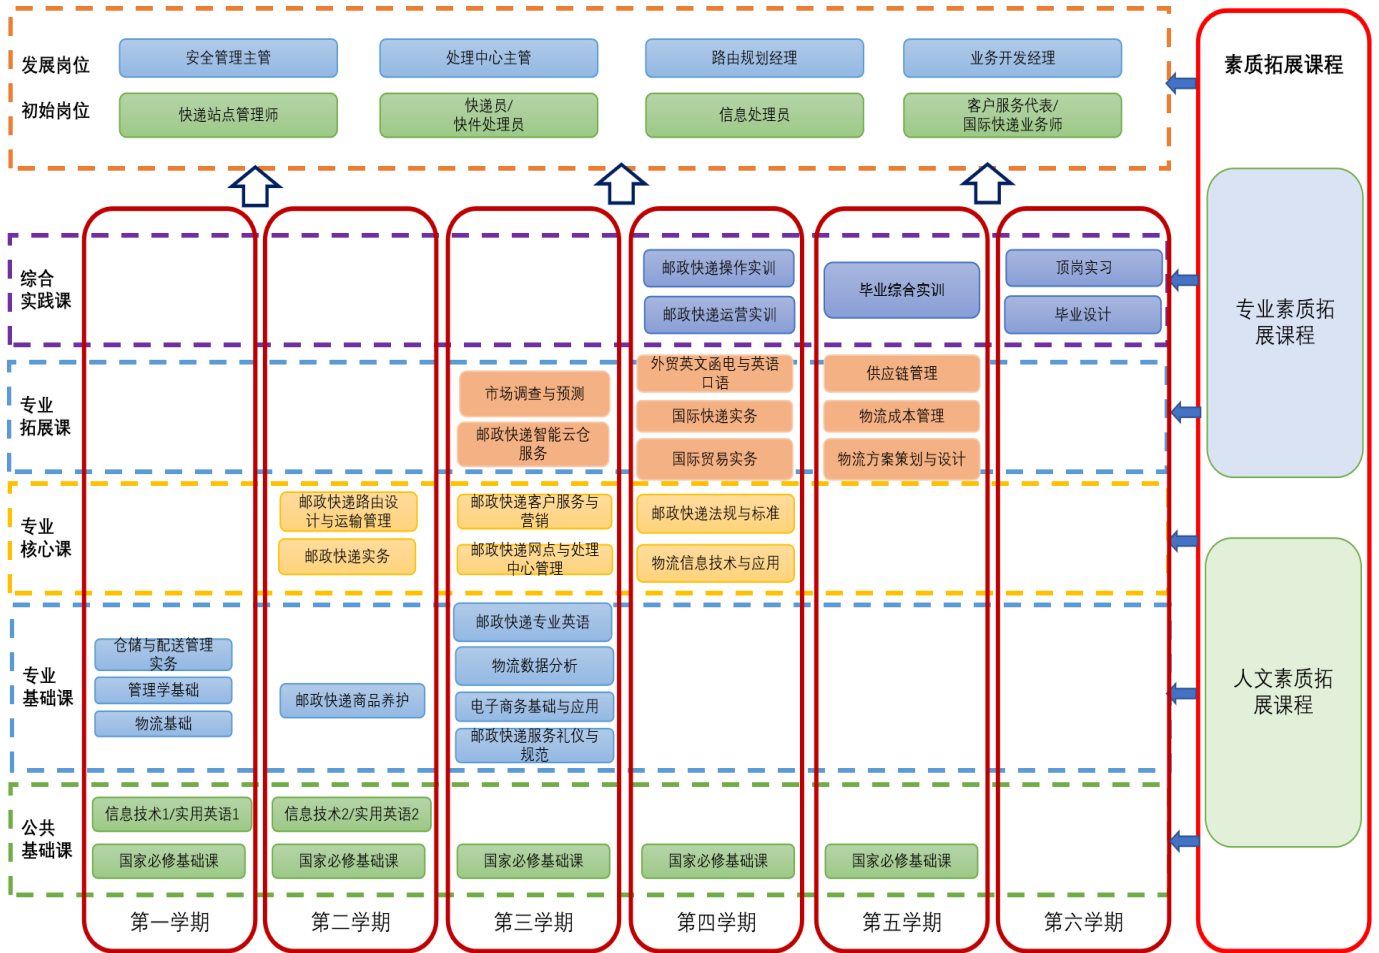 发展岗位
安全管理主管
处理中心主管
路由规划经理
业务开发经理
初始岗位
快递站点管理师
快递员/
快件处理员
信息处理员
客户服务代表/
国际快递业务师
综合
实践课
邮政快递操作实训
邮政快递运营实训
毕业综合实训
顶岗实习
毕业设计
专业
拓展课
市场调查与预测
邮政快递智能云仓
服务
外贸英文函电与英语
口语
国际快递实务
国际贸易实务
供应链管理
物流成本管理
物流方案策划与设计
专业
核心课
邮政快递路由设
计与运输管理
邮政快递实务
邮政快递客户服务与
营销
邮政快递网点与处理
中心管理
邮政快递法规与标准
物流信息技术与应用
专业
基础课
仓储与配送管理
实务
管理学基础
物流基础
邮政快递商品养护
邮政快递专业英语
物流数据分析
电子商务基础与应用
邮政快递服务礼仪与
规范
公共
基础课
信息技术1/实用英语1
国家必修基础课
信息技术2/实用英语2
国家必修基础课
国家必修基础课
国家必修基础课
国家必修基础课
第一学期
第二学期
第三学期
第四学期
第五学期
第六学期
素质拓展课程
专业素质拓
展课程
人文素质拓
展课程